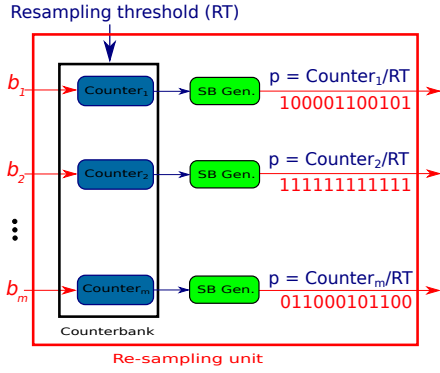 Resampling threshold (RT)
b1
Counter1
SB Gen.
p = Counter1/RT
100001100101
b2
Counter2
SB Gen.
p = Counter2/RT
111111111111
bm
Counterm
SB Gen.
p = Counterm/RT
011000101100
Counterbank
Re-sampling unit